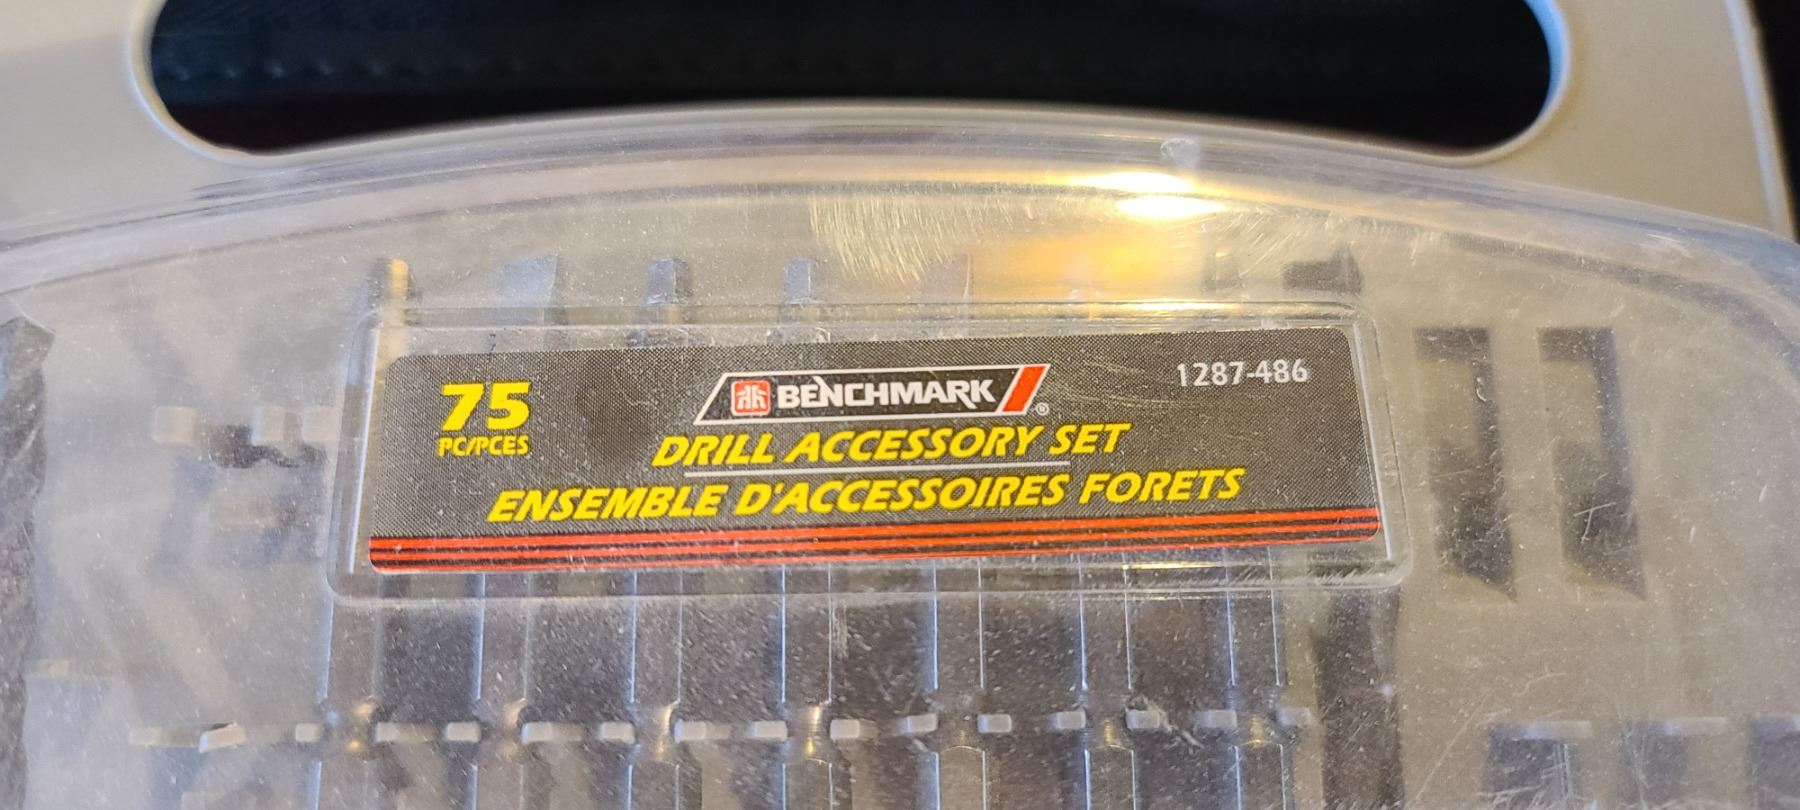 75
PC/PCES
BENCHMARK®
1287-486
DRILL ACCESSORY SET
ENSEMBLE D'ACCESSOIRES FORETS